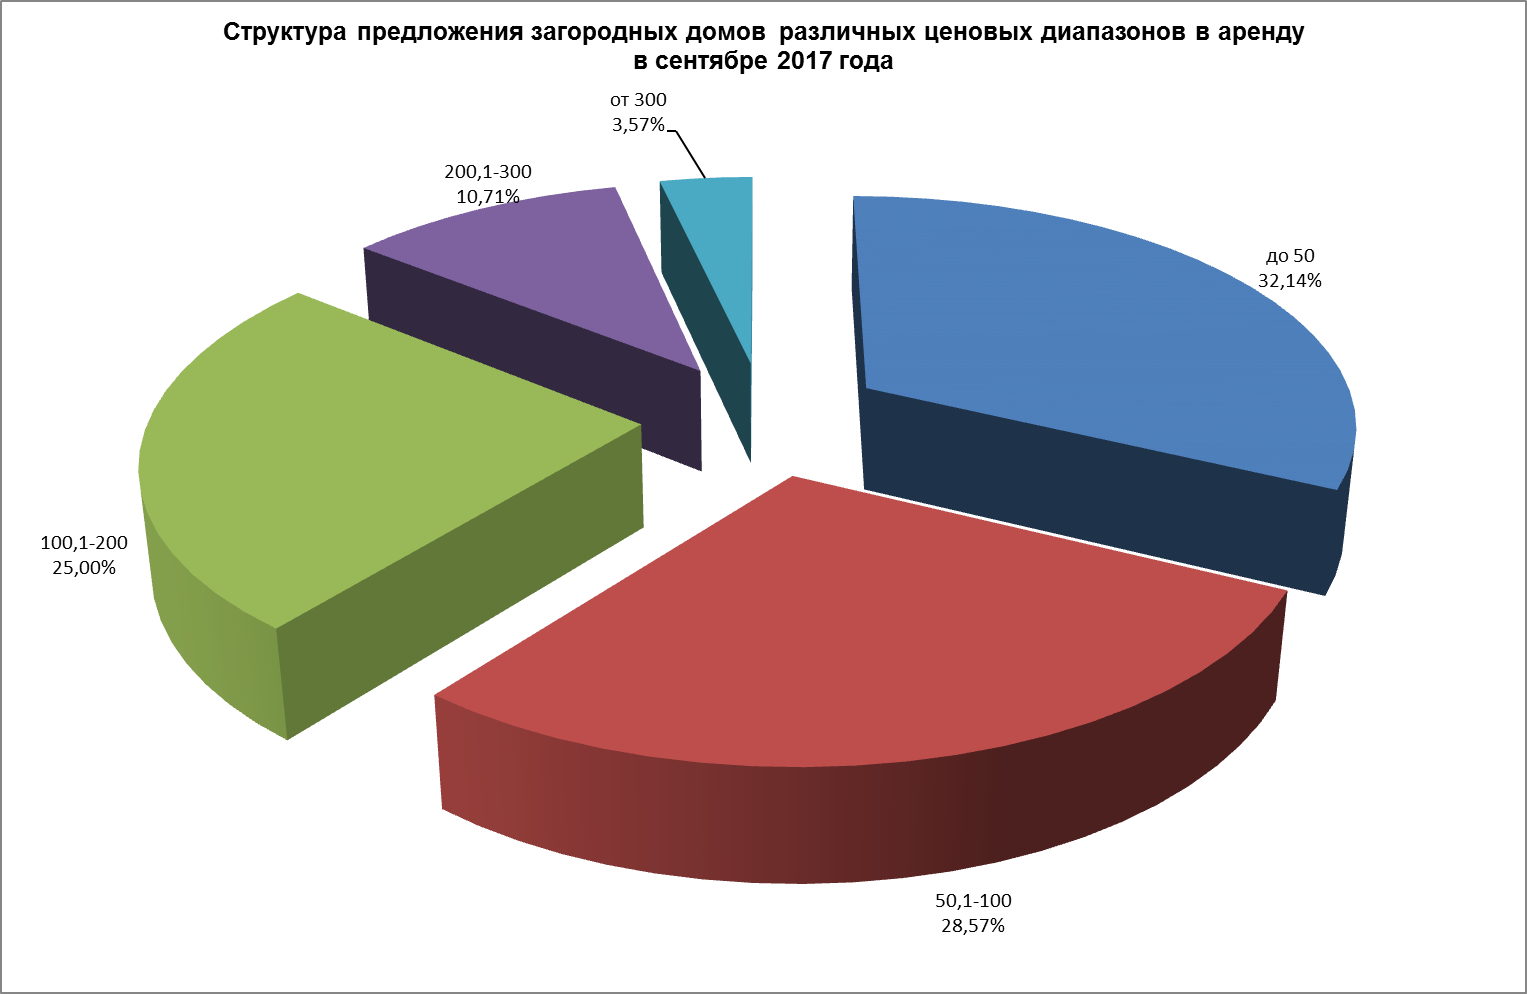 Структура предложения загородных домов различных ценовых диапазонов в аренду
в сентябре 2017 года
от 300
3,57%
200,1-300
10,71%
до 50
32,14%
100,1-200
25,00%
50,1-100
28,57%